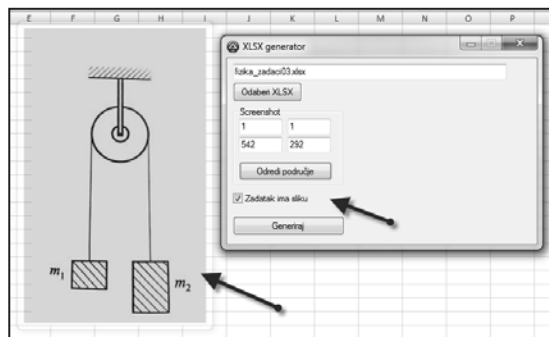 E F G H I J K L M N O P
XLSX generator
fizika_zadaci03.xlsx
Odaberi XLSX
Screenshot
1 1
542 292
Odredi područje
Zadatak ima sliku
Generiraj
m₁
m₂